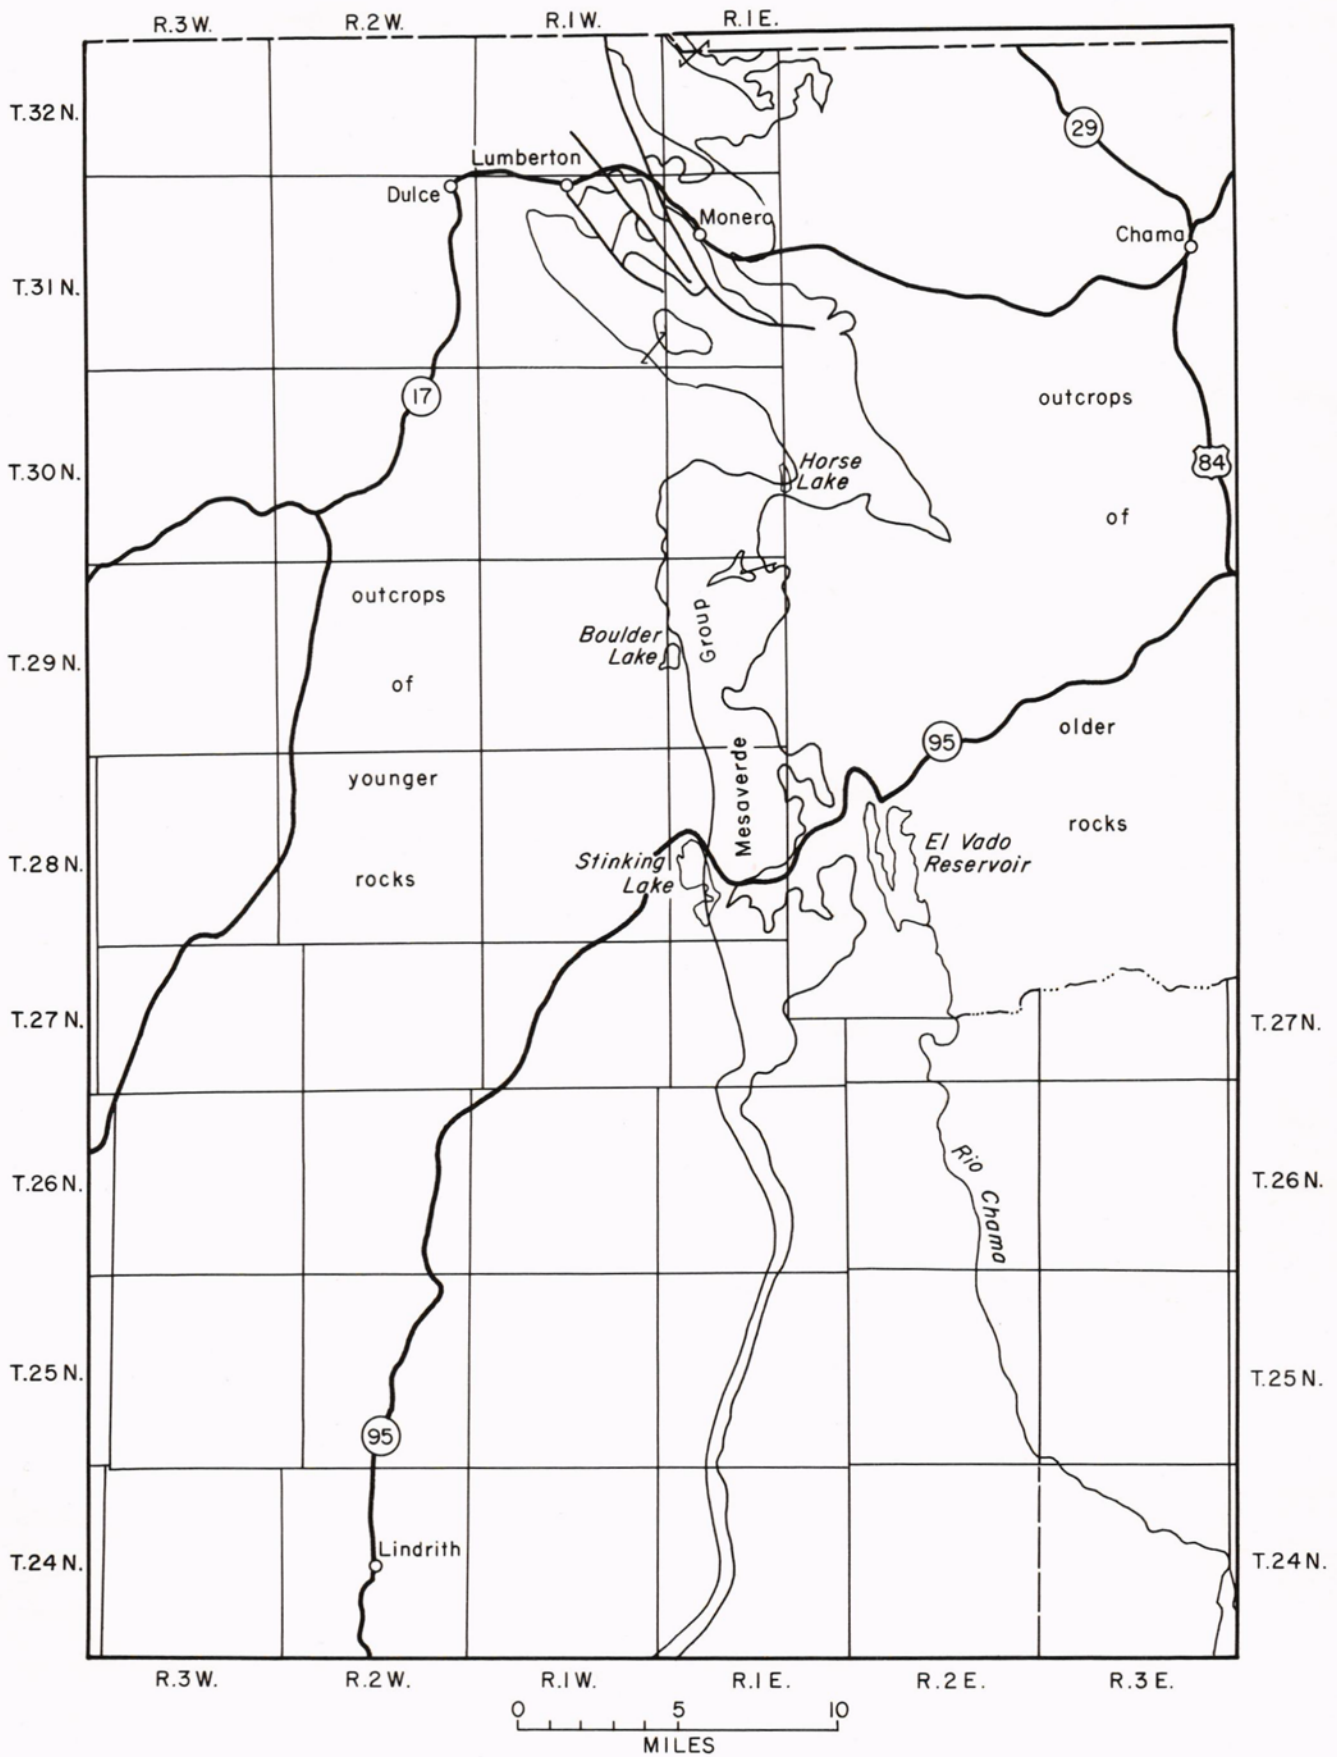 R.3W. R.2W. R.1W. R.1E.
T.32N.
29
Lumberton
Dulce
Monero
Chama
T.31N.
17
outcrops
Horse
Lake
T.30N.
84
of
outcrops
Group
Boulder
Lake
T.29N.
of
older
95
Mesaverde
younger
rocks
El Vado
Reservoir
Stinking
Lake
T.28N.
rocks
T.27N.
T.27N.
Rio Chama
T.26N.
T.26N.
T.25N.
T.25N.
95
Lindrith
T.24N.
T.24N.
R.3W. R.2W. R.1W. R.1E. R.2E. R.3E.
0 5 10
MILES